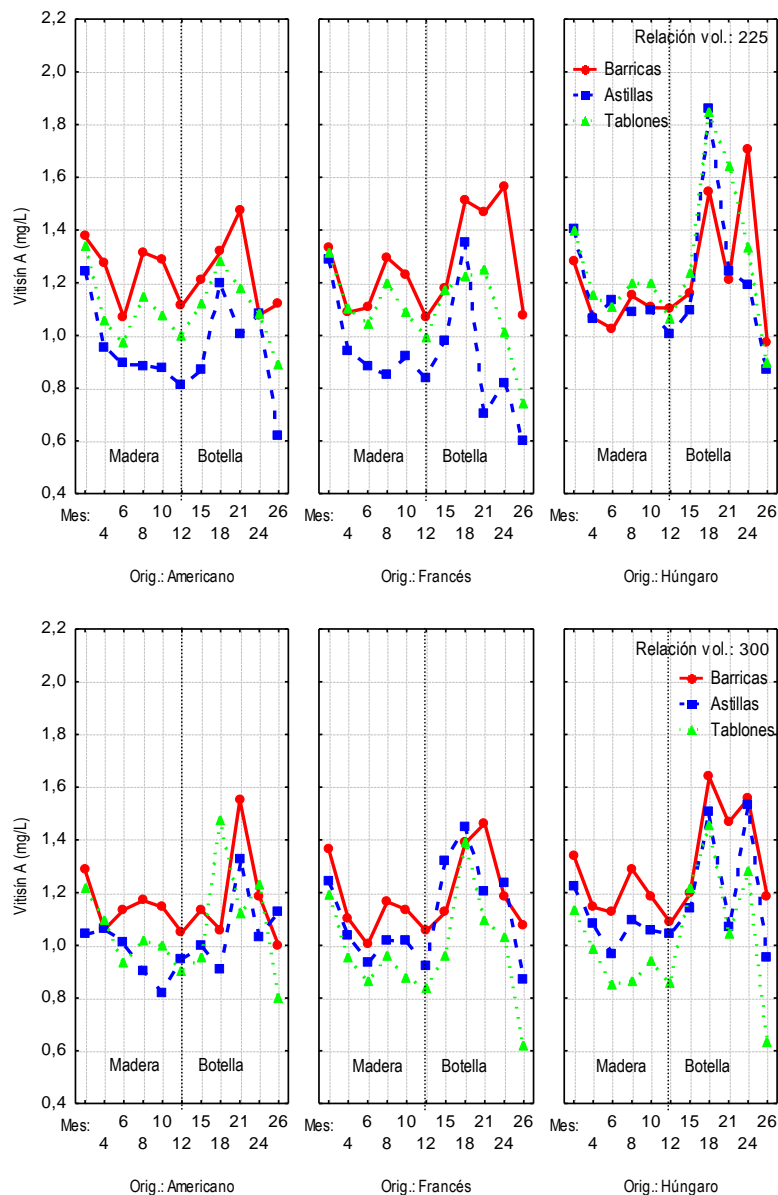 2,2
2,0
1,8
1,6
1,4
1,2
1,0
0,8
0,6
0,4
Vitisin A (mg/L)
Relación vol.: 225
Barricas
Astillas
Tablones
Madera Botella
Madera Botella
Madera Botella
Mes: 6 10 15 21 26
4 8 12 18 24
6 10 15 21 26
4 8 12 18 24
6 10 15 21 26
4 8 12 18 24
Orig.: Americano
Orig.: Francés
Orig.: Húngaro
2,2
2,0
1,8
1,6
1,4
1,2
1,0
0,8
0,6
0,4
Vitisin A (mg/L)
Relación vol.: 300
Barricas
Astillas
Tablones
Madera Botella
Madera Botella
Madera Botella
Mes: 6 10 15 21 26
4 8 12 18 24
6 10 15 21 26
4 8 12 18 24
6 10 15 21 26
4 8 12 18 24
Orig.: Americano
Orig.: Francés
Orig.: Húngaro